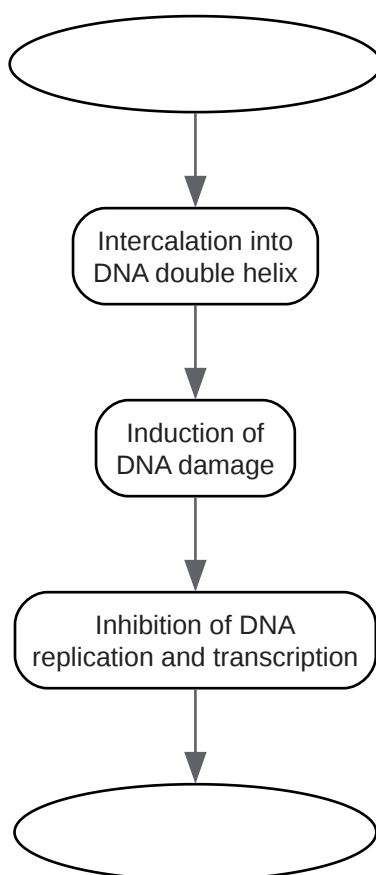 Intercalation into
DNA double helix
Induction of
DNA damage
Inhibition of DNA
replication and transcription